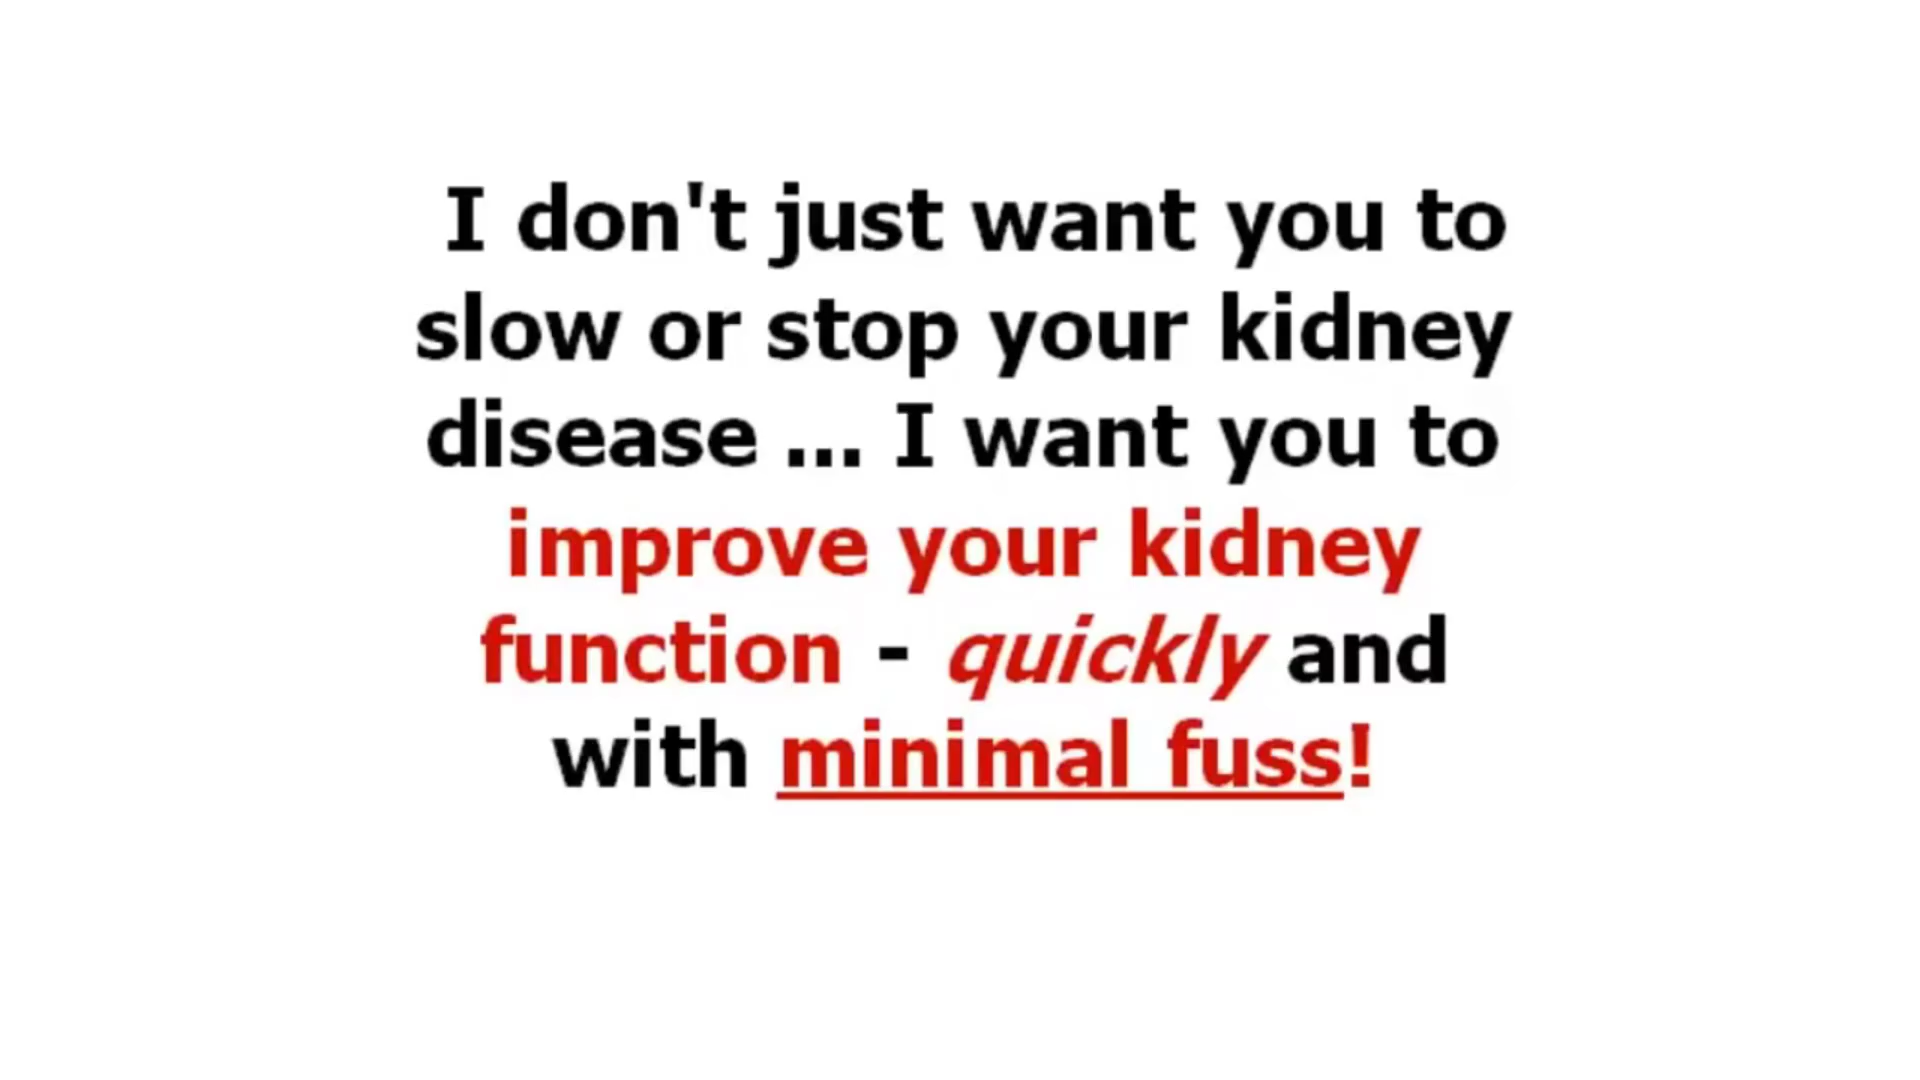 I don't just want you to
slow or stop your kidney
disease ... I want you to
improve your kidney
function - quickly and
with minimal fuss!